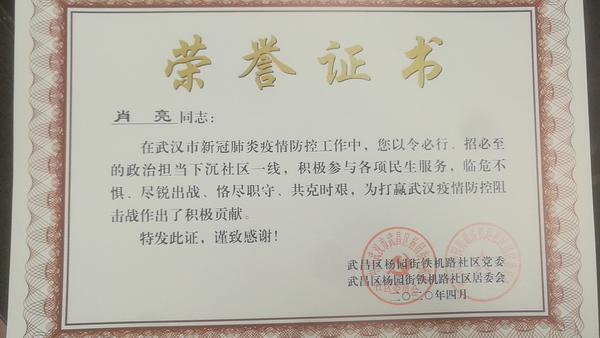 荣誉证书
肖亮同志：
在武汉市新冠肺炎疫情防控工作中，您以令必行、招必至
的政治担当下沉社区一线，积极参与各项民生服务，临危不
惧、尽锐出战、恪尽职守、共克时艰，为打赢武汉疫情防控阻
击战作出了积极贡献。
特发此证，谨致感谢！
武昌区杨园街铁机路社区党委
武昌区杨园街铁机路社区居委会
二〇二〇年四月